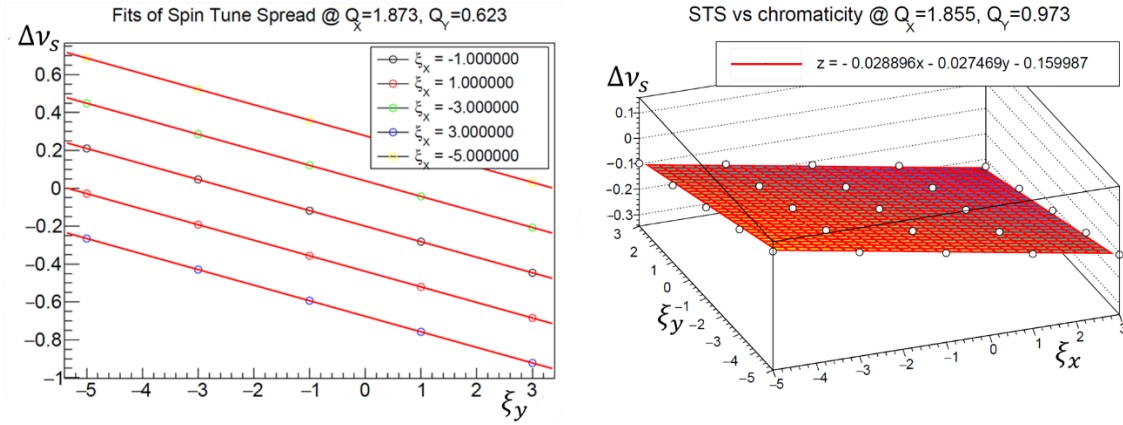 Fits of Spin Tune Spread @ Q_X=1.873, Q_Y=0.623
Δν_s
ξ_X = -1.000000
ξ_X = 1.000000
ξ_X = -3.000000
ξ_X = 3.000000
ξ_X = -5.000000
0.6
0.4
0.2
0
−0.2
−0.4
−0.6
−0.8
−1
−5 −4 −3 −2 −1 0 1 2 3
ξ_y
STS vs chromaticity @ Q_X=1.855, Q_Y=0.973
z = - 0.028896x - 0.027469y - 0.159987
Δν_s
0.1
0
−0.1
−0.2
−0.3
3
2
1
0
−1
−2
−3
−4
−5
ξ_y
−5 −4 −3 −2 −1 0 1 2 3
ξ_x